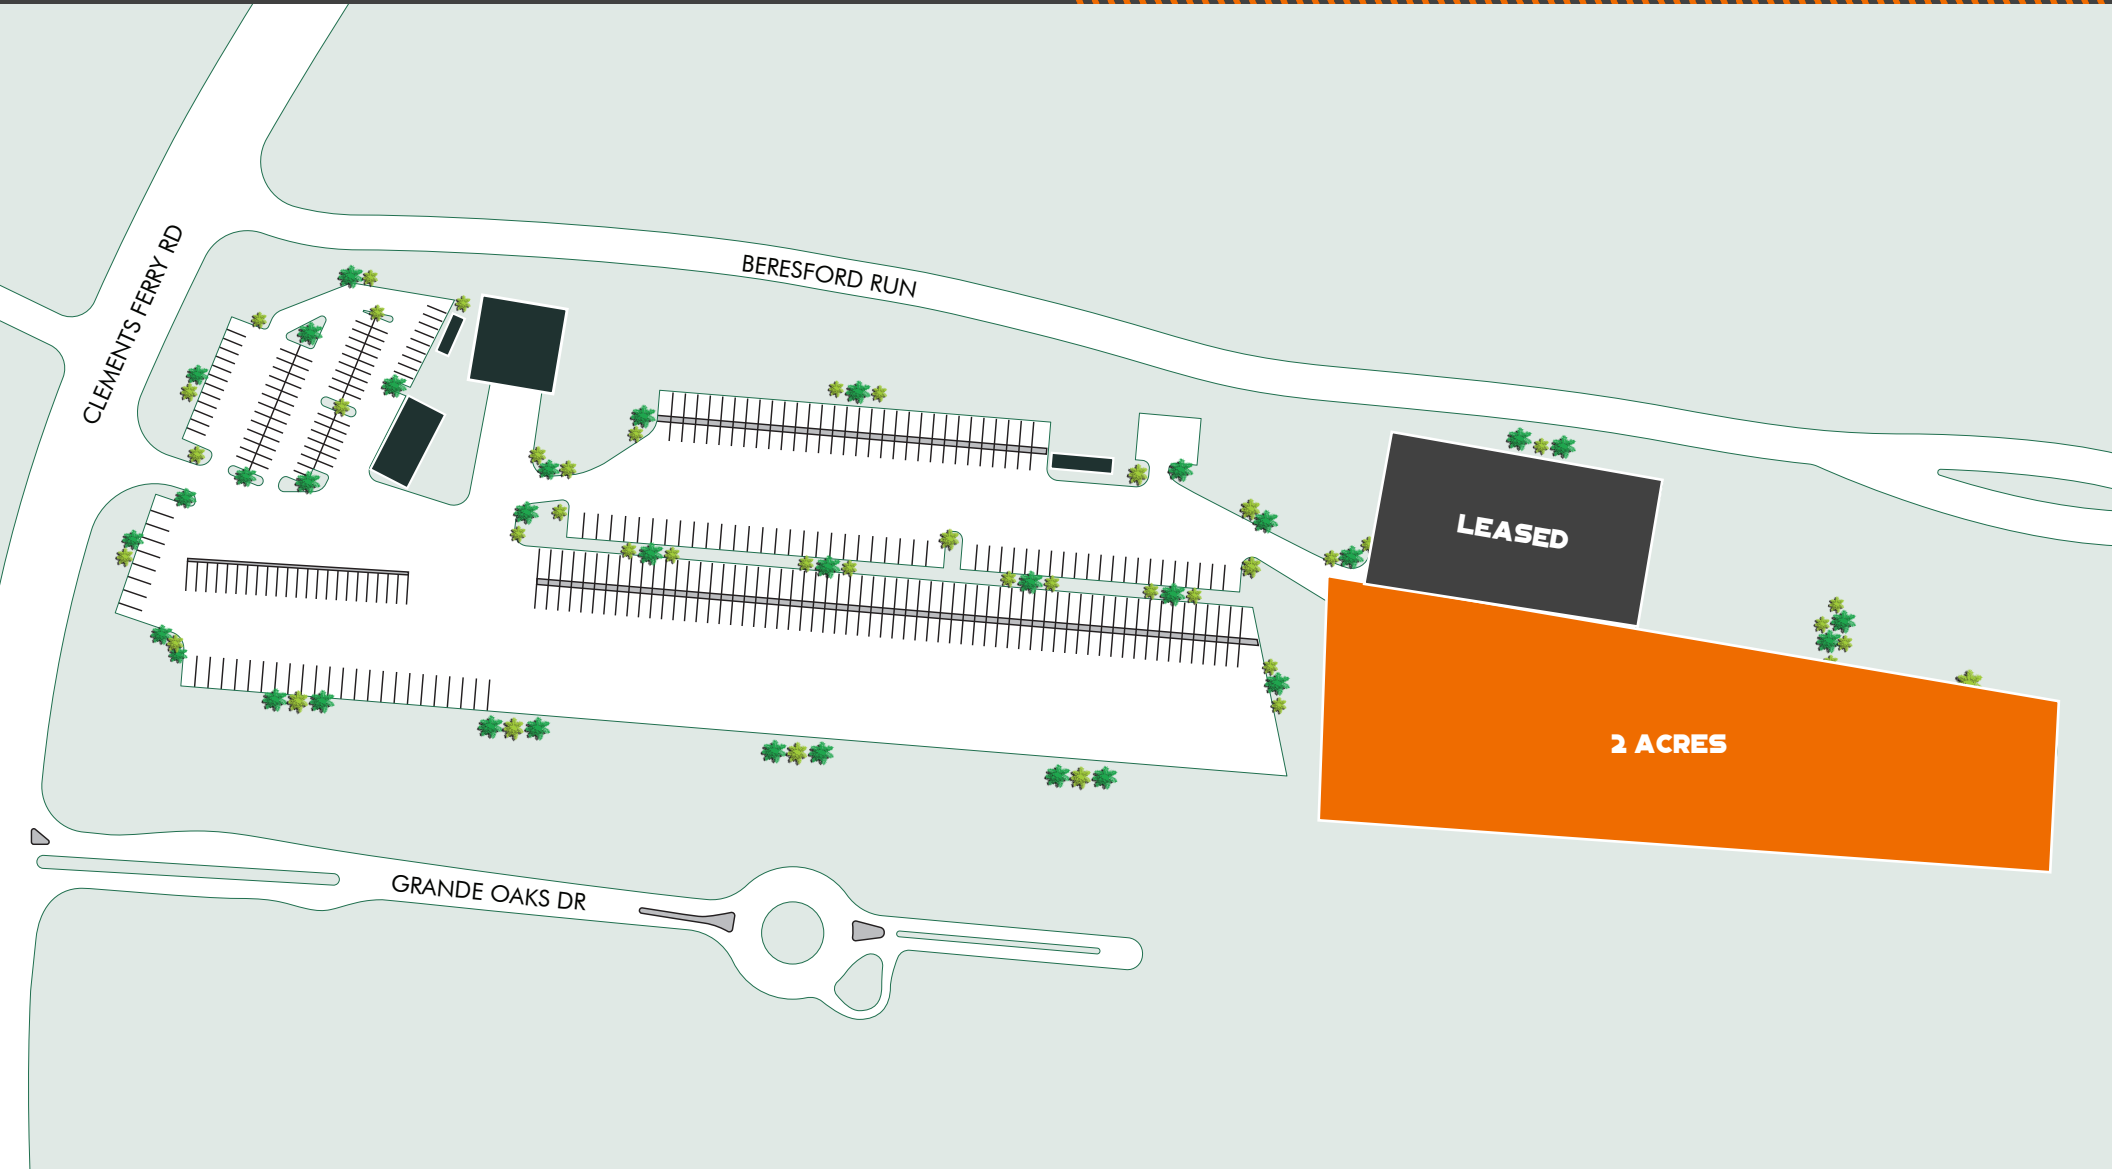 CLEMENTS FERRY RD
BERESFORD RUN
LEASED
2 ACRES
GRANDE OAKS DR